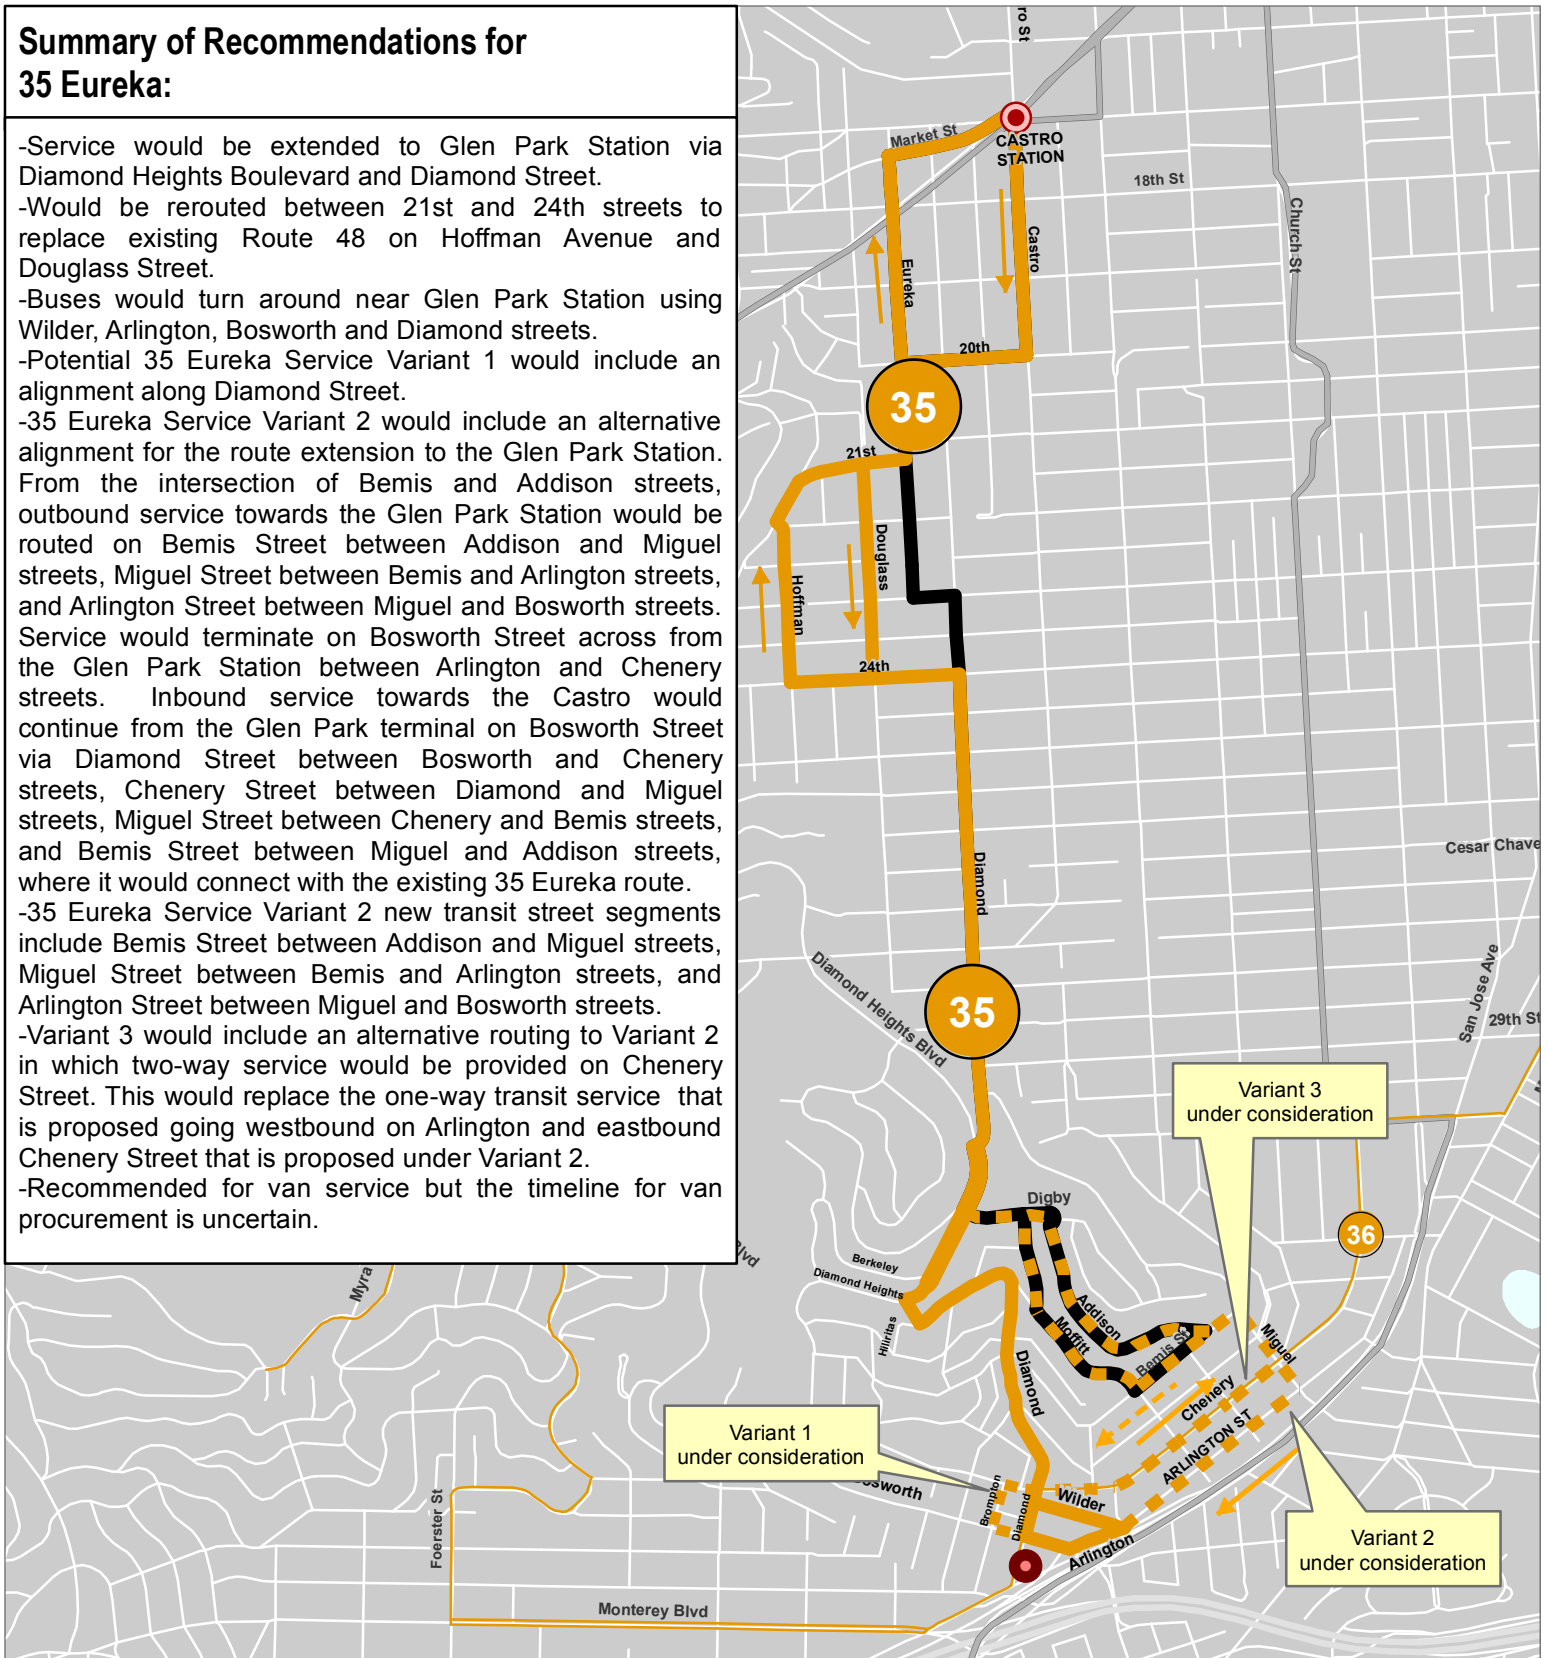 Summary of Recommendations for
35 Eureka:
-Service would be extended to Glen Park Station via
Diamond Heights Boulevard and Diamond Street.
-Would be rerouted between 21st and 24th streets to
replace existing Route 48 on Hoffman Avenue and
Douglass Street.
-Buses would turn around near Glen Park Station using
Wilder, Arlington, Bosworth and Diamond streets.
-Potential 35 Eureka Service Variant 1 would include an
alignment along Diamond Street.
-35 Eureka Service Variant 2 would include an alternative
alignment for the route extension to the Glen Park Station.
From the intersection of Bemis and Addison streets,
outbound service towards the Glen Park Station would be
routed on Bemis Street between Addison and Miguel
streets, Miguel Street between Bemis and Arlington streets,
and Arlington Street between Miguel and Bosworth streets.
Service would terminate on Bosworth Street across from
the Glen Park Station between Arlington and Chenery
streets. Inbound service towards the Castro would
continue from the Glen Park terminal on Bosworth Street
via Diamond Street between Bosworth and Chenery
streets, Chenery Street between Diamond and Miguel
streets, Miguel Street between Chenery and Bemis streets,
and Bemis Street between Miguel and Addison streets,
where it would connect with the existing 35 Eureka route.
-35 Eureka Service Variant 2 new transit street segments
include Bemis Street between Addison and Miguel streets,
Miguel Street between Bemis and Arlington streets, and
Arlington Street between Miguel and Bosworth streets.
-Variant 3 would include an alternative routing to Variant 2
in which two-way service would be provided on Chenery
Street. This would replace the one-way transit service that
is proposed going westbound on Arlington and eastbound
Chenery Street that is proposed under Variant 2.
-Recommended for van service but the timeline for van
procurement is uncertain.
ro St
Market St
CASTRO
STATION
18th St
Church St
Castro
Eureka
20th
35
21st
Douglass
Hoffman
24th
Cesar Chave
Diamond
Diamond Heights Blvd
San Jose Ave
35
29th St
Variant 3
under consideration
Digby
36
Blvd
Berkeley
Diamond Heights
Myra
Hiliritas
Addison
Moffitt
Bemis St
Miguel
Diamond
Chenery
ARLINGTON ST
Variant 1
under consideration
osworth
Brompton
Diamond
Wilder
Foerster St
Arlington
Variant 2
under consideration
Monterey Blvd